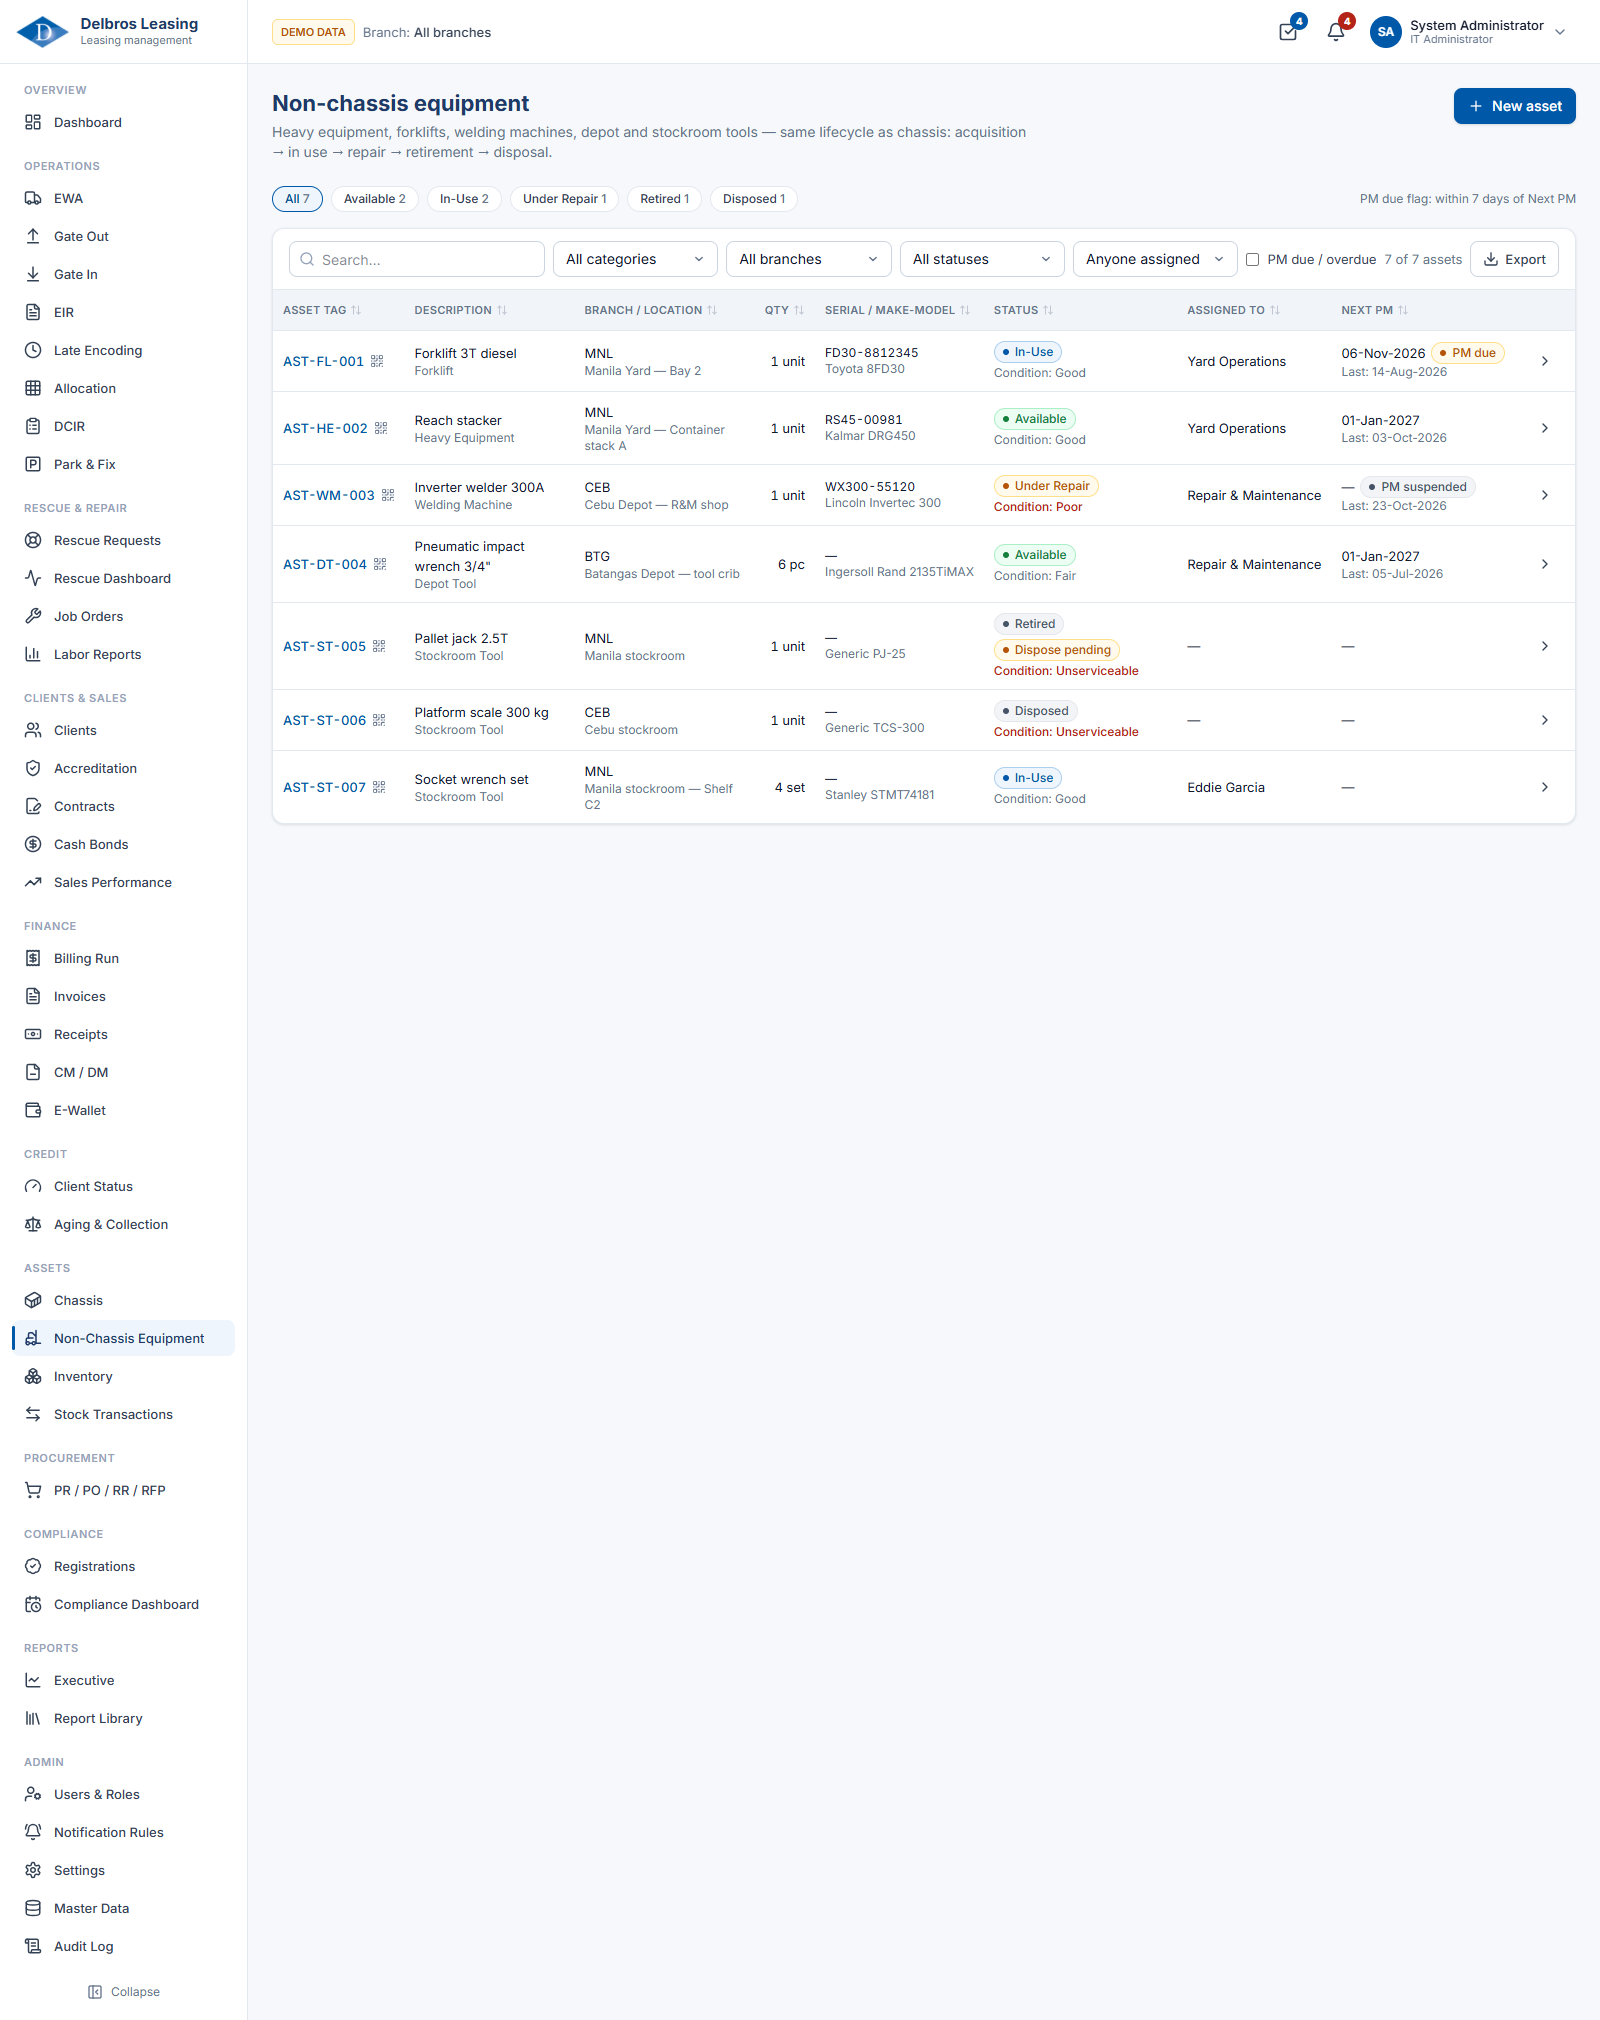 Delbros Leasing
Leasing management
OVERVIEW
Dashboard
OPERATIONS
EWA
Gate Out
Gate In
EIR
Late Encoding
Allocation
DCIR
Park & Fix
RESCUE & REPAIR
Rescue Requests
Rescue Dashboard
Job Orders
Labor Reports
CLIENTS & SALES
Clients
Accreditation
Contracts
Cash Bonds
Sales Performance
FINANCE
Billing Run
Invoices
Receipts
CM / DM
E-Wallet
CREDIT
Client Status
Aging & Collection
ASSETS
Chassis
Non-Chassis Equipment
Inventory
Stock Transactions
PROCUREMENT
PR / PO / RR / RFP
COMPLIANCE
Registrations
Compliance Dashboard
REPORTS
Executive
Report Library
ADMIN
Users & Roles
Notification Rules
Settings
Master Data
Audit Log
Collapse
DEMO DATA Branch: All branches
4
4
SA
System Administrator
IT Administrator
Non-chassis equipment
Heavy equipment, forklifts, welding machines, depot and stockroom tools — same lifecycle as chassis: acquisition
→ in use → repair → retirement → disposal.
+ New asset
All 7 Available 2 In-Use 2 Under Repair 1 Retired 1 Disposed 1
PM due flag: within 7 days of Next PM
Search... All categories All branches All statuses Anyone assigned PM due / overdue 7 of 7 assets Export
ASSET TAG DESCRIPTION BRANCH / LOCATION QTY SERIAL / MAKE-MODEL STATUS ASSIGNED TO NEXT PM
AST-FL-001
Forklift 3T diesel
Forklift
MNL
Manila Yard — Bay 2
1 unit
FD30-8812345
Toyota 8FD30
In-Use
Condition: Good
Yard Operations
06-Nov-2026 PM due
Last: 14-Aug-2026
AST-HE-002
Reach stacker
Heavy Equipment
MNL
Manila Yard — Container
stack A
1 unit
RS45-00981
Kalmar DRG450
Available
Condition: Good
Yard Operations
01-Jan-2027
Last: 03-Oct-2026
AST-WM-003
Inverter welder 300A
Welding Machine
CEB
Cebu Depot — R&M shop
1 unit
WX300-55120
Lincoln Invertec 300
Under Repair
Condition: Poor
Repair & Maintenance
— PM suspended
Last: 23-Oct-2026
AST-DT-004
Pneumatic impact
wrench 3/4"
Depot Tool
BTG
Batangas Depot — tool crib
6 pc
—
Ingersoll Rand 2135TiMAX
Available
Condition: Fair
Repair & Maintenance
01-Jan-2027
Last: 05-Jul-2026
AST-ST-005
Pallet jack 2.5T
Stockroom Tool
MNL
Manila stockroom
1 unit
—
Generic PJ-25
Retired
Dispose pending
Condition: Unserviceable
—
—
AST-ST-006
Platform scale 300 kg
Stockroom Tool
CEB
Cebu stockroom
1 unit
—
Generic TCS-300
Disposed
Condition: Unserviceable
—
—
AST-ST-007
Socket wrench set
Stockroom Tool
MNL
Manila stockroom — Shelf
C2
4 set
—
Stanley STMT74181
In-Use
Condition: Good
Eddie Garcia
—